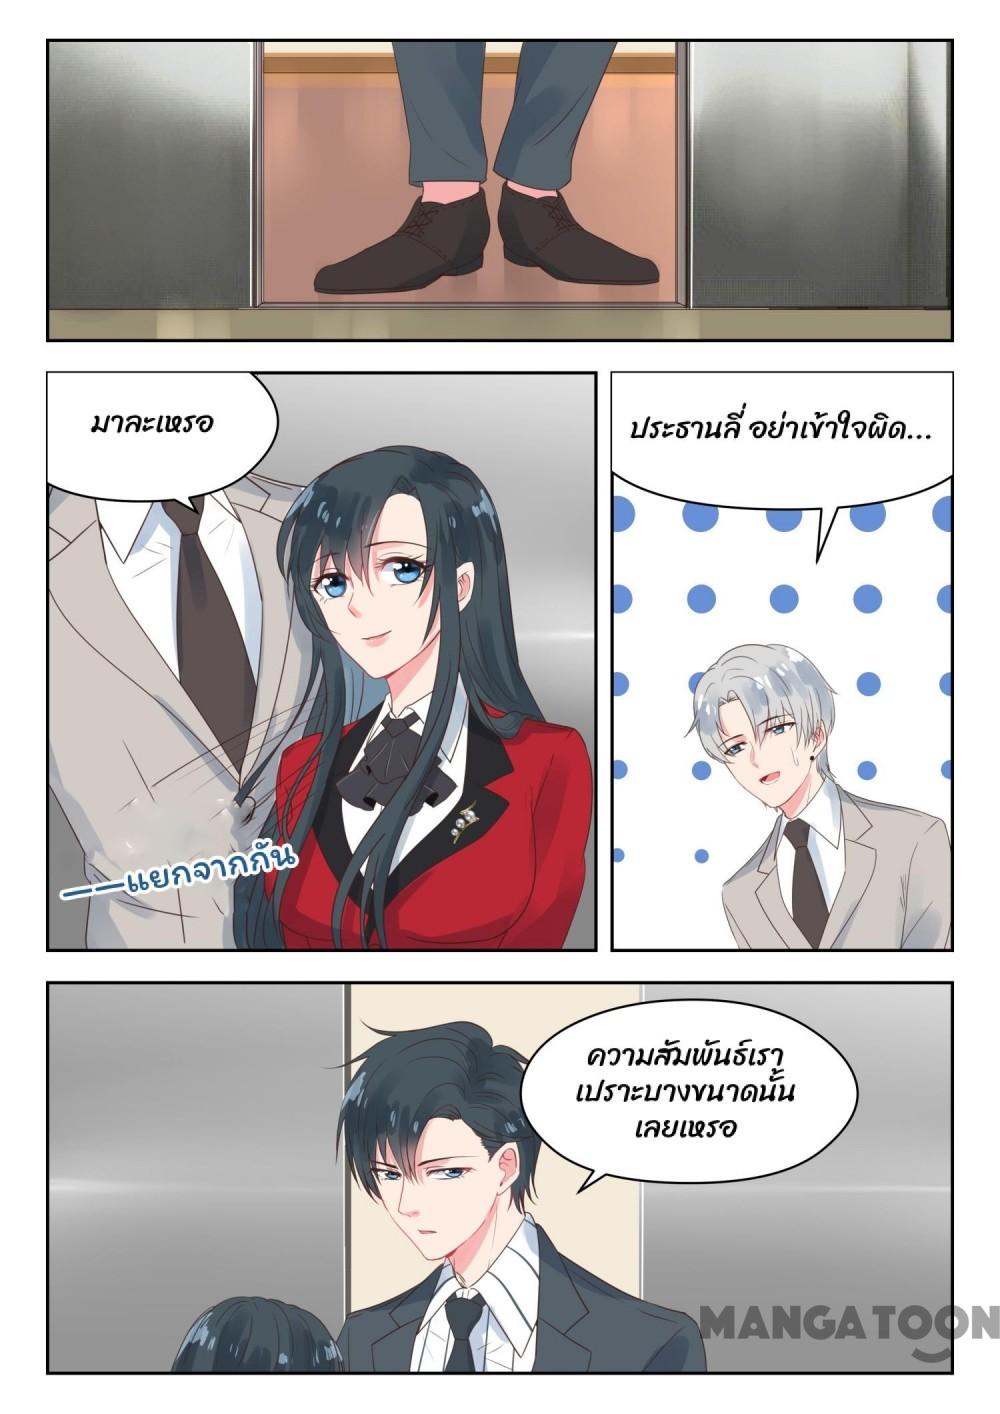 มาละเหรอ
ประธานลี่ อย่าเข้าใจผิด...
——แยกจากกัน
ความสัมพันธ์เรา
เปราะบางขนาดนั้น
เลยเหรอ
MANGATOON